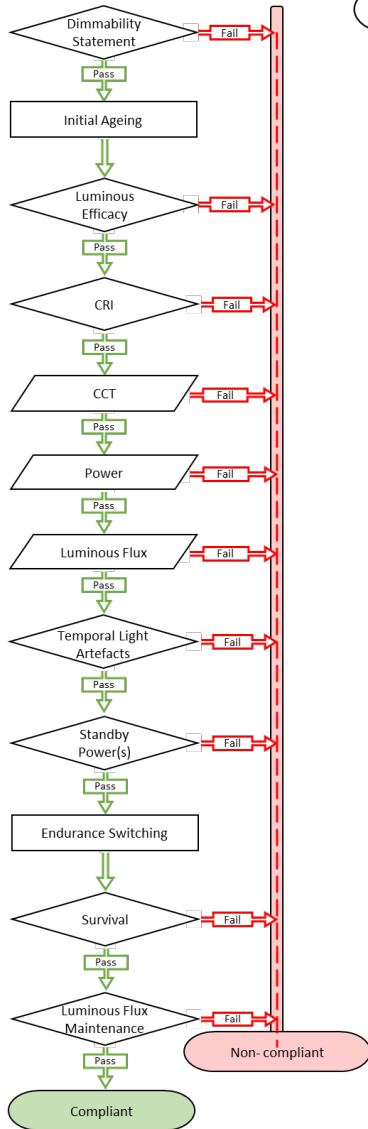 Dimmability
Statement
Fail
Pass
Initial Ageing
Luminous
Efficacy
Fail
Pass
CRI
Fail
Pass
CCT
Fail
Pass
Power
Fail
Pass
Luminous Flux
Fail
Pass
Temporal Light
Artefacts
Fail
Pass
Standby
Power(s)
Fail
Pass
Endurance Switching
Survival
Fail
Pass
Luminous Flux
Maintenance
Fail
Pass
Non- compliant
Compliant